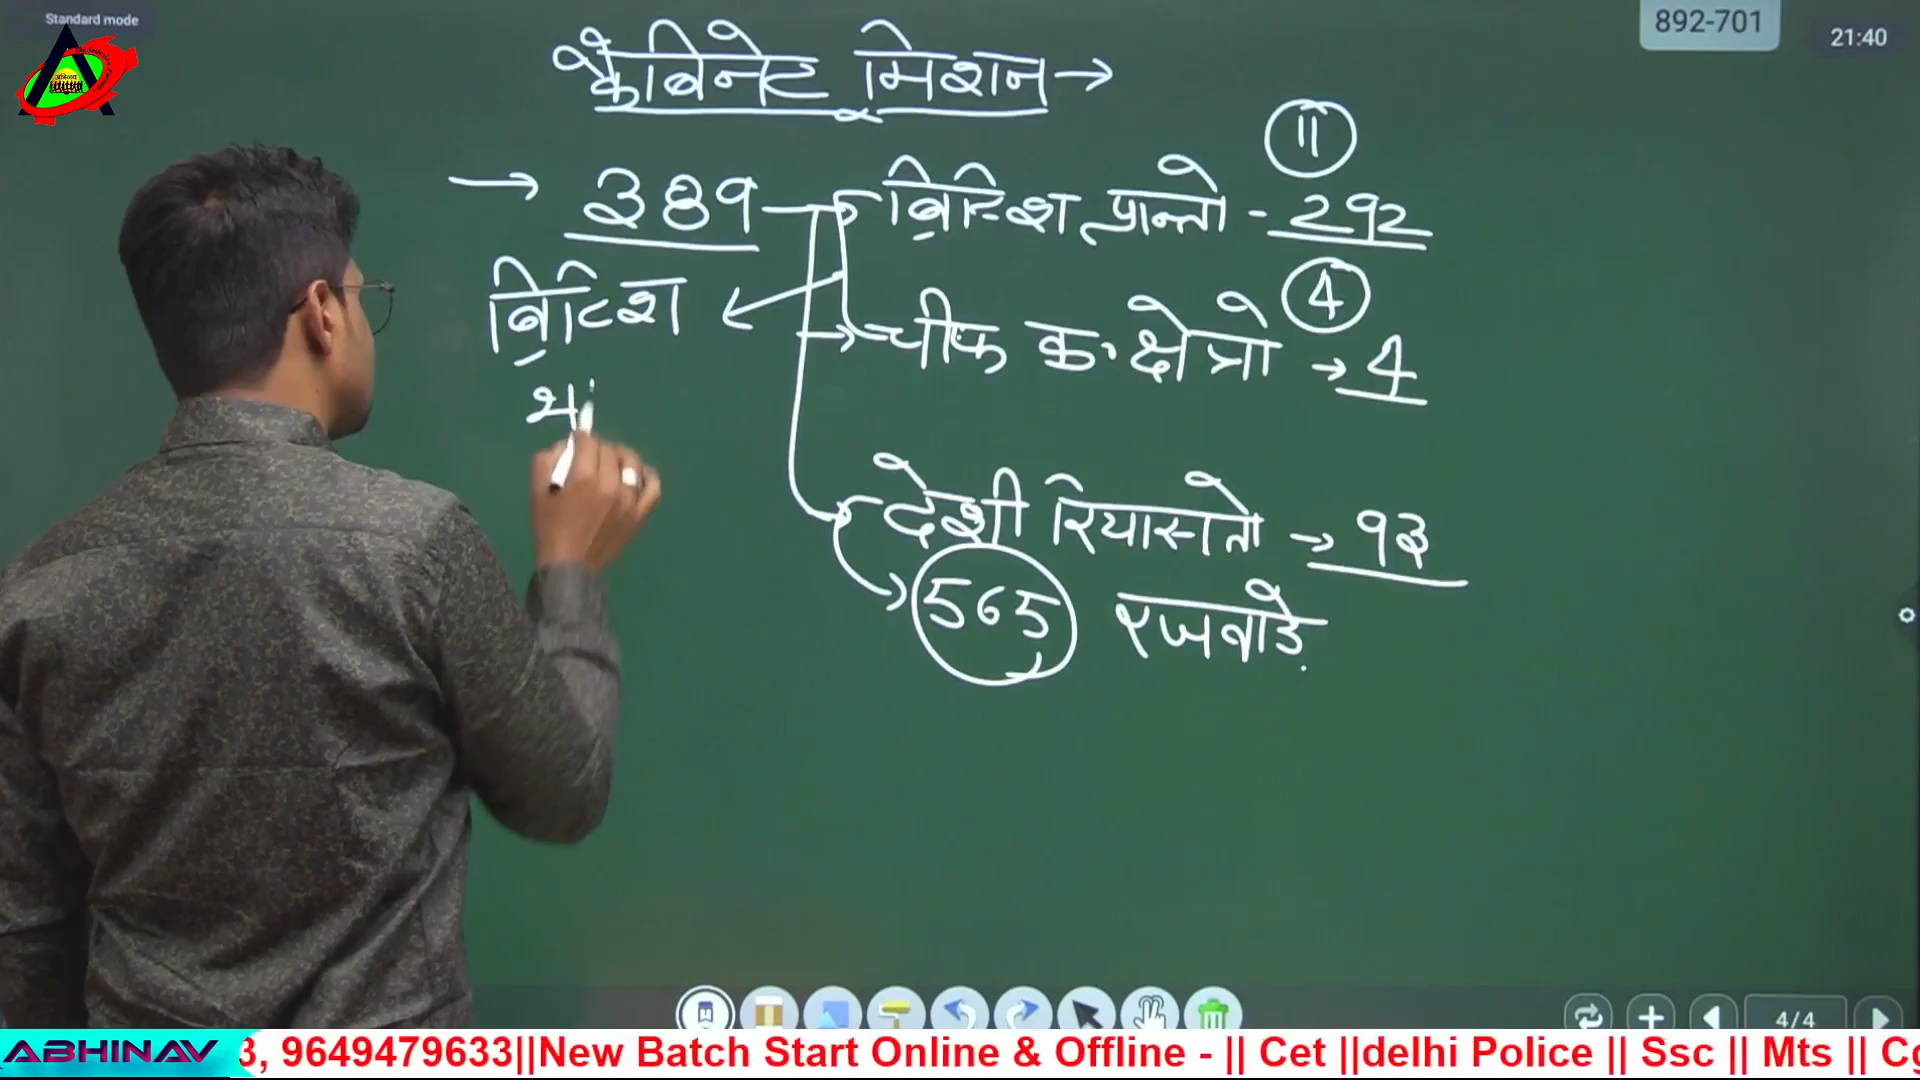 Standard mode
892-701
21:40
कैबिनेट मिशन →
11
→ 389 → ब्रिटिश प्रान्तो - 292
4
ब्रिटिश ← → चीफ क. क्षेत्रो → 4
देशी रियासतो → 93
565 रजवाडे
4/4
ABHINAV 3, 9649479633||New Batch Start Online & Offline - || Cet ||delhi Police || Ssc || Mts || Cg